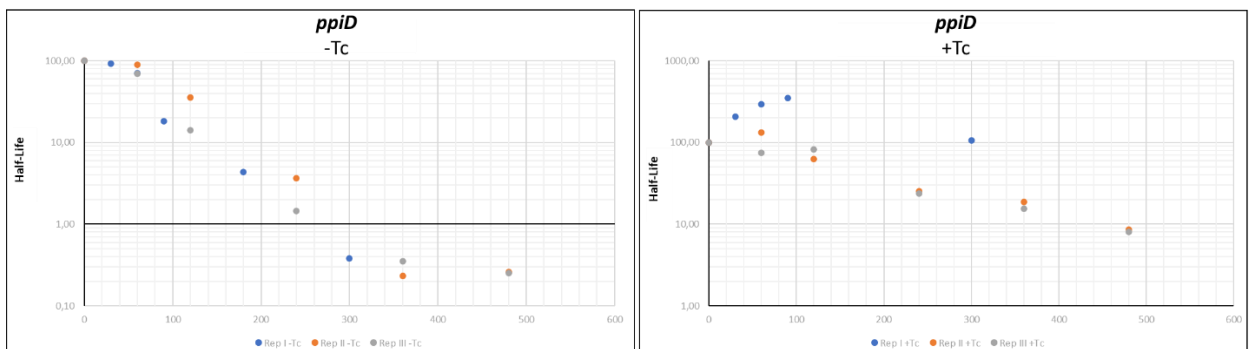 ppiD
-Tc
100,00
10,00
1,00
0,10
Half-Life
0 100 200 300 400 500 600
Rep I -Tc Rep II -Tc Rep III -Tc
ppiD
+Tc
1000,00
100,00
10,00
1,00
Half-Life
0 100 200 300 400 500 600
Rep I +Tc Rep II +Tc Rep III +Tc